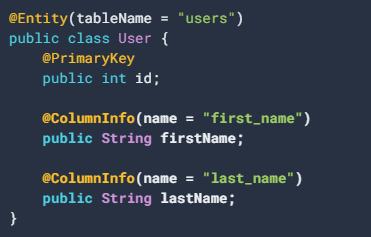 @Entity(tableName = "users")
public class User {
    @PrimaryKey
    public int id;

    @ColumnInfo(name = "first_name")
    public String firstName;

    @ColumnInfo(name = "last_name")
    public String lastName;
}